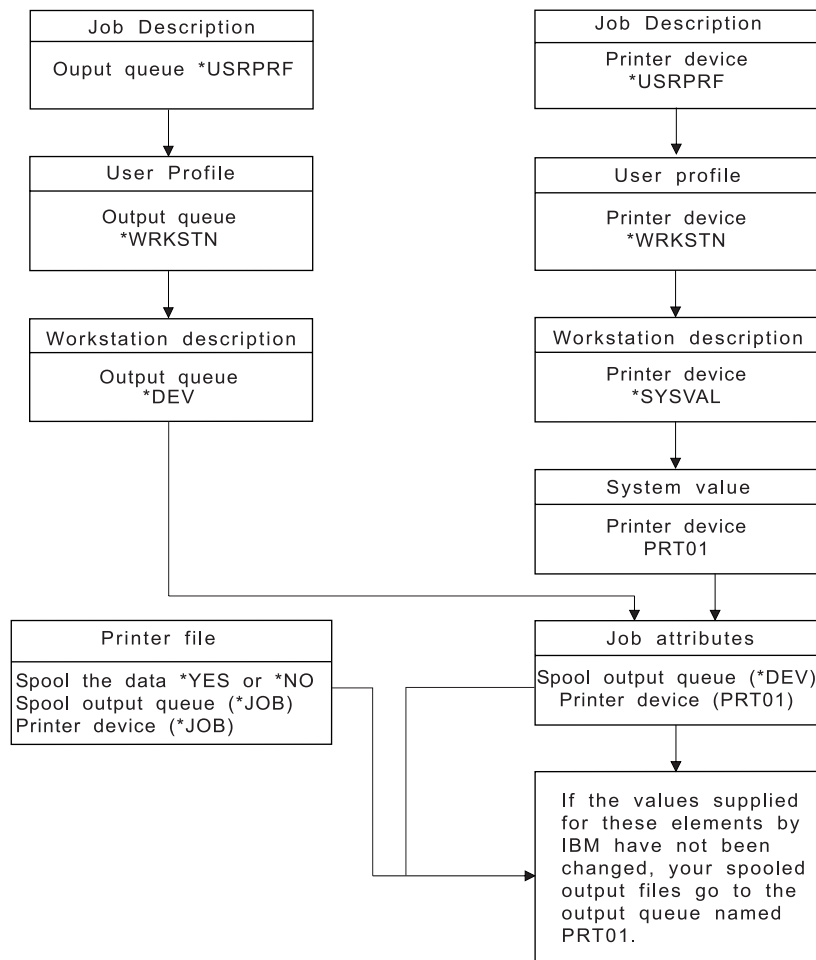 Job Description
Ouput queue *USRPRF
User Profile
Output queue
*WRKSTN
Workstation description
Output queue
*DEV
Job Description
Printer device
*USRPRF
User profile
Printer device
*WRKSTN
Workstation description
Printer device
*SYSVAL
System value
Printer device
PRT01
Printer file
Spool the data *YES or *NO
Spool output queue (*JOB)
Printer device (*JOB)
Job attributes
Spool output queue (*DEV)
Printer device (PRT01)
If the values supplied
for these elements by
IBM have not been
changed, your spooled
output files go to the
output queue named
PRT01.